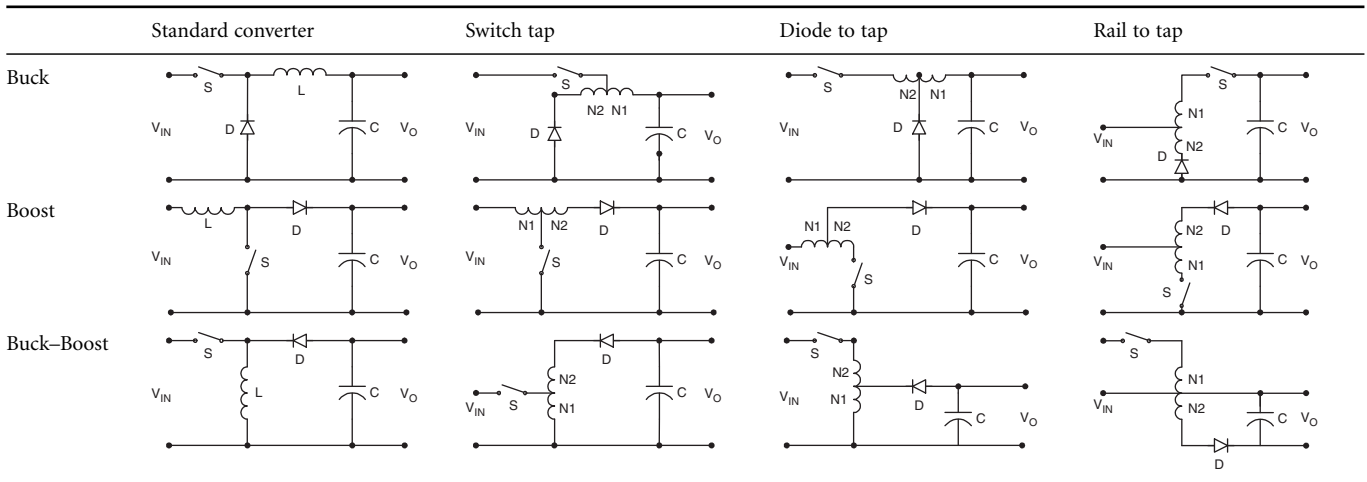 Standard converter Switch tap Diode to tap Rail to tap
Buck
S L D V_IN C V_O
S N2 N1 D V_IN C V_O
S N2 N1 D V_IN C V_O
S N1 V_IN N2 D C V_O
Boost
L D V_IN S C V_O
N1 N2 D V_IN S C V_O
N1 N2 D V_IN S C V_O
N2 D V_IN N1 S C V_O
Buck–Boost
S D V_IN L C V_O
D N2 V_IN S N1 C V_O
S N2 V_IN N1 D C V_O
S N1 V_IN N2 C V_O D